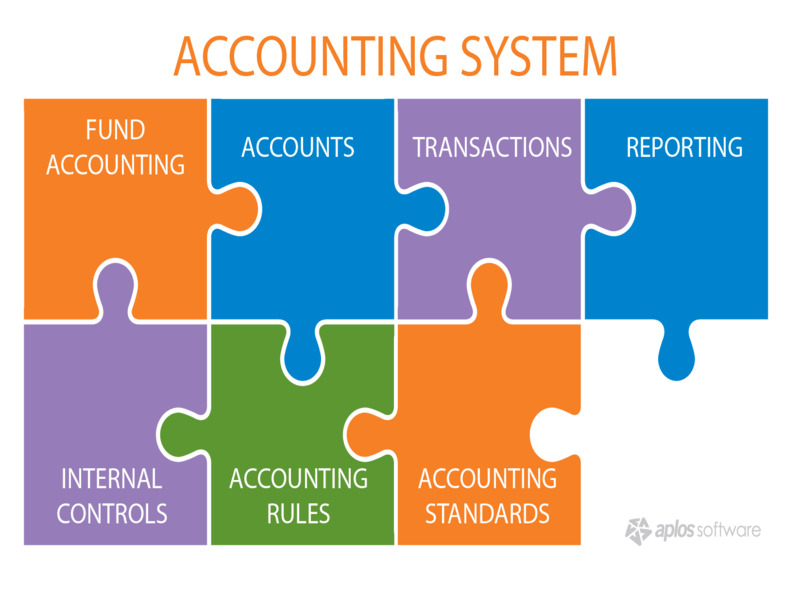 ACCOUNTING SYSTEM
FUND
ACCOUNTING
ACCOUNTS
TRANSACTIONS
REPORTING
INTERNAL
CONTROLS
ACCOUNTING
RULES
ACCOUNTING
STANDARDS
aplos software